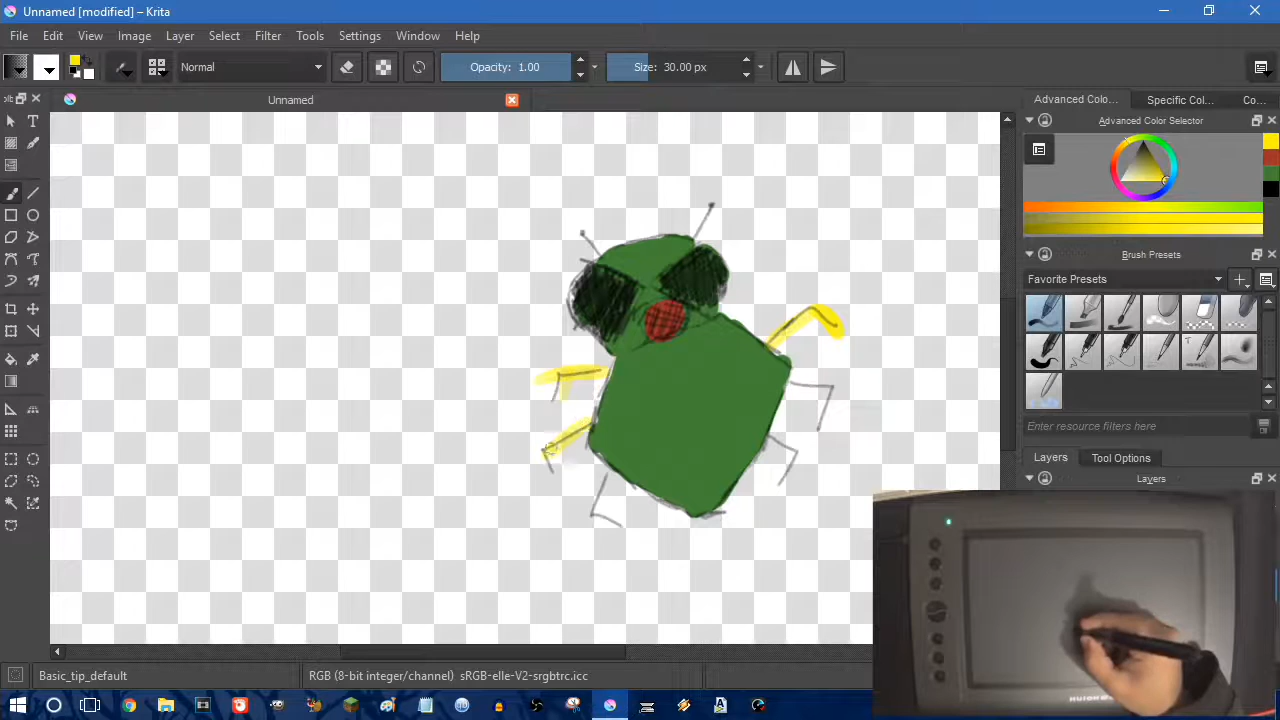 Unnamed [modified] – Krita
File Edit View Image Layer Select Filter Tools Settings Window Help
Normal Opacity: 1.00 Size: 30.00 px
Unnamed
Advanced Colo... Specific Col... Co...
Advanced Color Selector
Brush Presets
Favorite Presets
Enter resource filters here
Layers Tool Options
Layers
Basic_tip_default RGB (8-bit integer/channel) sRGB-elle-V2-srgbtrc.icc